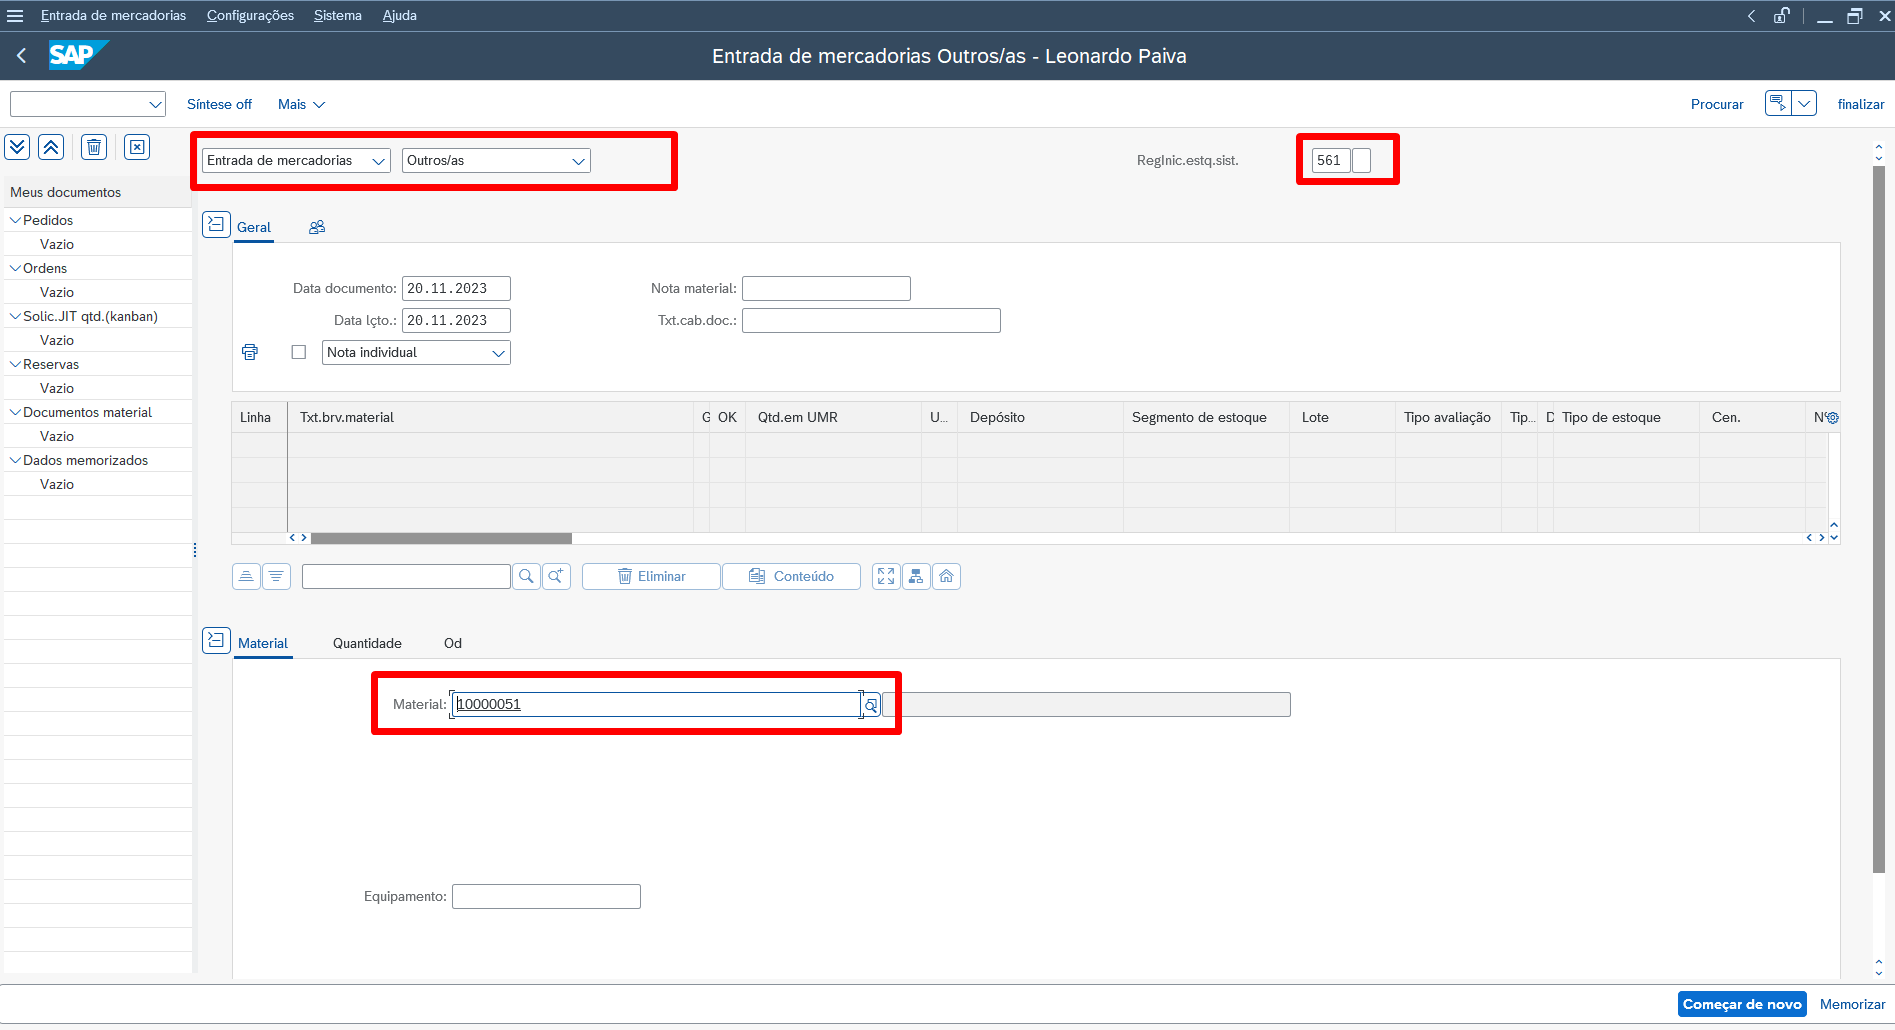 Entrada de mercadorias Configurações Sistema Ajuda
SAP Entrada de mercadorias Outros/as - Leonardo Paiva
Síntese off Mais Procurar finalizar
Entrada de mercadorias Outros/as RegInic.estq.sist. 561
Meus documentos
Pedidos
Vazio
Ordens
Vazio
Solic.JIT qtd.(kanban)
Vazio
Reservas
Vazio
Documentos material
Vazio
Dados memorizados
Vazio
Geral
Data documento: 20.11.2023 Nota material:
Data lçto.: 20.11.2023 Txt.cab.doc.:
Nota individual
Linha Txt.brv.material G OK Qtd.em UMR U... Depósito Segmento de estoque Lote Tipo avaliação Tip... D Tipo de estoque Cen. Nº
Eliminar Conteúdo
Material Quantidade Od
Material: 10000051
Equipamento:
Começar de novo Memorizar